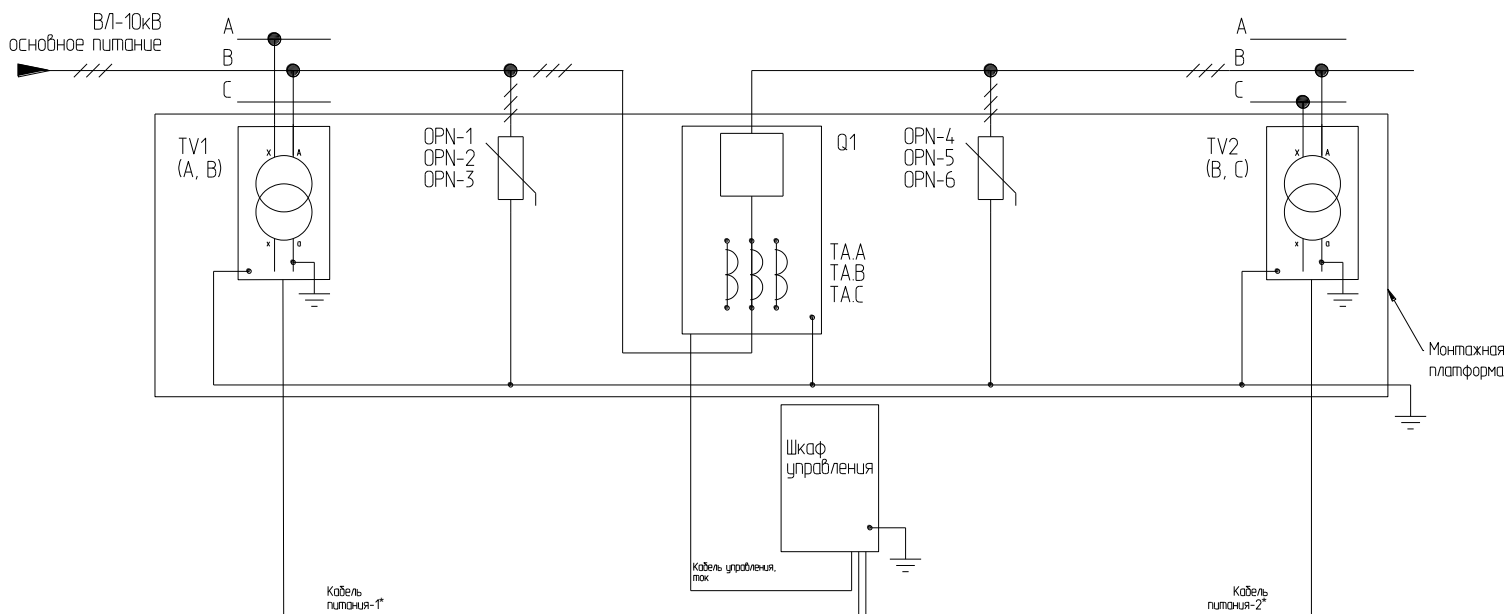 ВЛ-10кВ
основное питание
A
B
C
TV1
(A, B)
X
A
x
a
OPN-1
OPN-2
OPN-3
Q1
TA.A
TA.B
TA.C
OPN-4
OPN-5
OPN-6
A
B
C
TV2
(B, C)
X
A
x
a
Монтажная
платформа
Шкаф
управления
Кабель управления,
ток
Кабель
питания-1*
Кабель
питания-2*